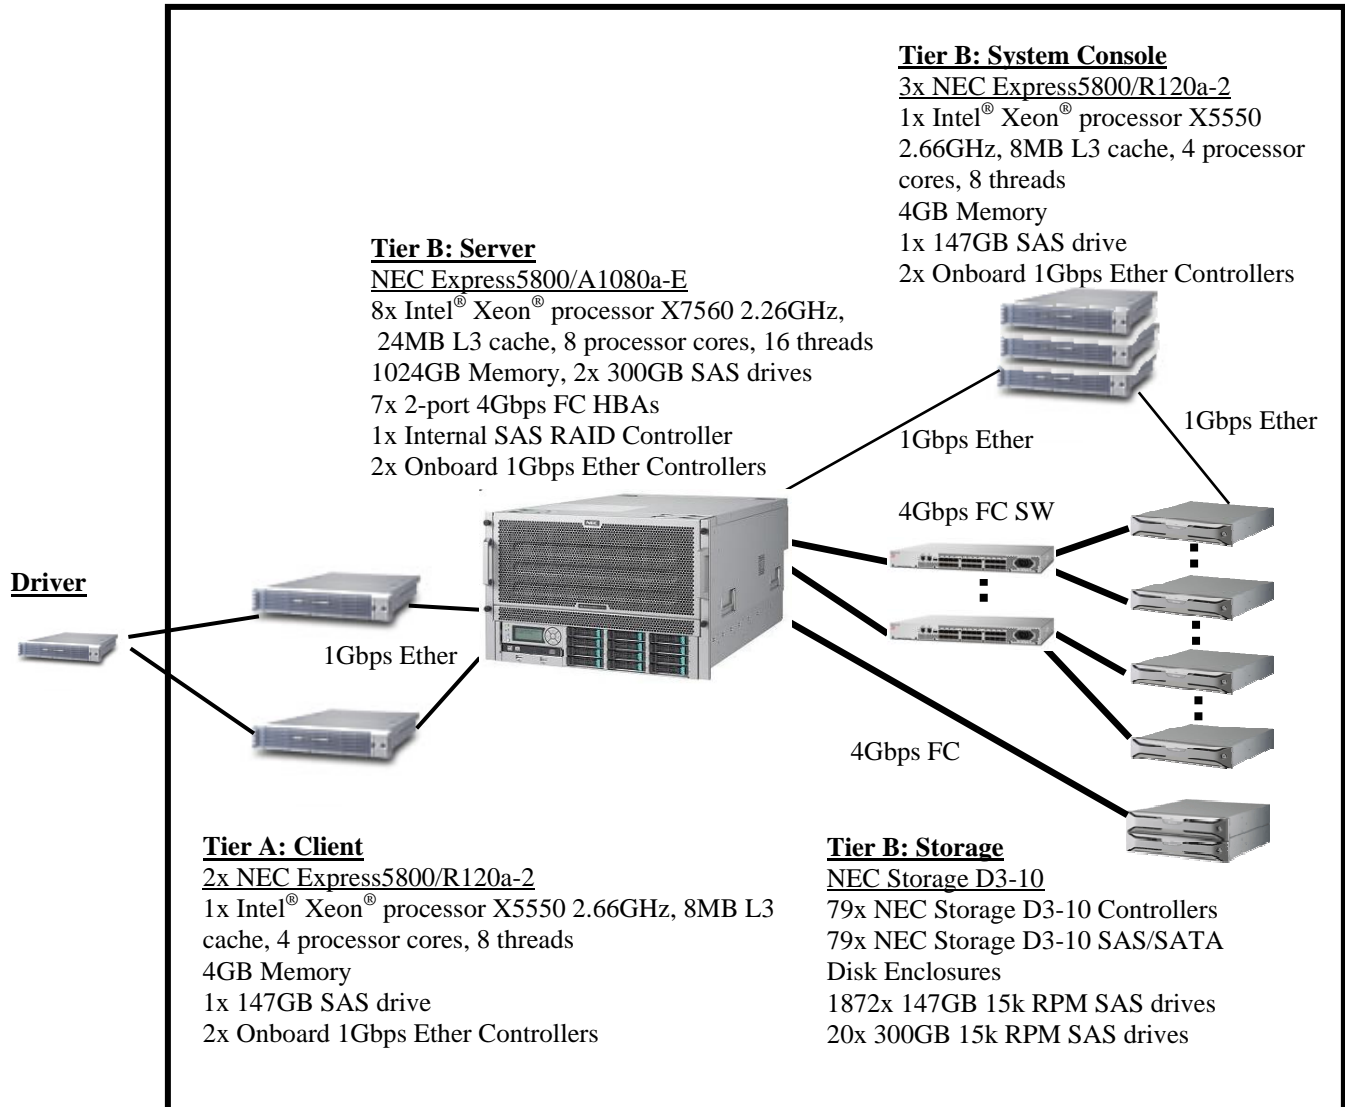 Tier B: System Console
3x NEC Express5800/R120a-2
1x Intel® Xeon® processor X5550
2.66GHz, 8MB L3 cache, 4 processor
cores, 8 threads
4GB Memory
1x 147GB SAS drive
2x Onboard 1Gbps Ether Controllers
Tier B: Server
NEC Express5800/A1080a-E
8x Intel® Xeon® processor X7560 2.26GHz,
24MB L3 cache, 8 processor cores, 16 threads
1024GB Memory, 2x 300GB SAS drives
7x 2-port 4Gbps FC HBAs
1x Internal SAS RAID Controller
2x Onboard 1Gbps Ether Controllers
1Gbps Ether
1Gbps Ether
4Gbps FC SW
NEC
Driver
1Gbps Ether
4Gbps FC
Tier A: Client
2x NEC Express5800/R120a-2
1x Intel® Xeon® processor X5550 2.66GHz, 8MB L3
cache, 4 processor cores, 8 threads
4GB Memory
1x 147GB SAS drive
2x Onboard 1Gbps Ether Controllers
Tier B: Storage
NEC Storage D3-10
79x NEC Storage D3-10 Controllers
79x NEC Storage D3-10 SAS/SATA
Disk Enclosures
1872x 147GB 15k RPM SAS drives
20x 300GB 15k RPM SAS drives